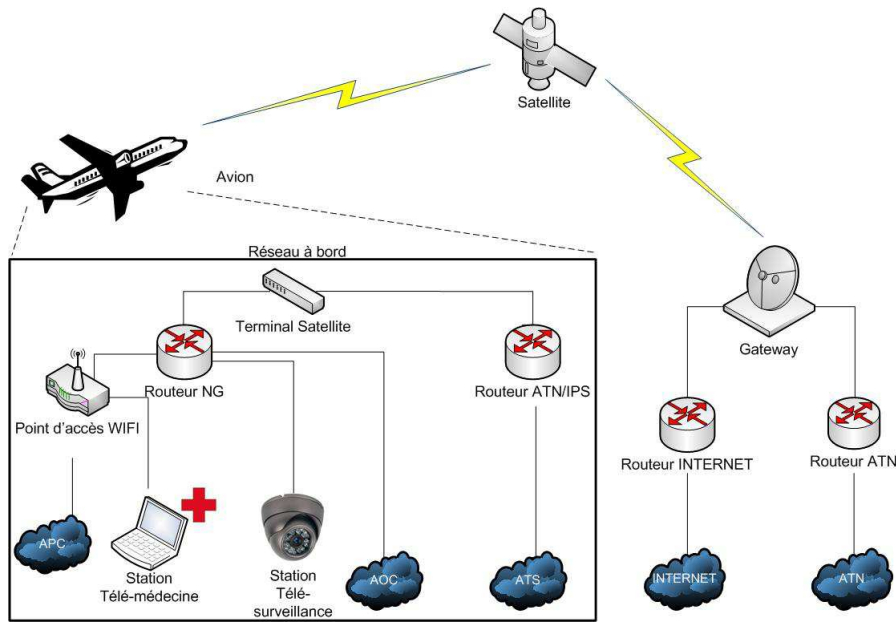 Satellite
Avion
Réseau à bord
Terminal Satellite
Gateway
Routeur NG
Routeur ATN/IPS
Point d'accès WIFI
Routeur INTERNET
Routeur ATN
APC
Station
Télé-médecine
Station
Télé-
surveillance
AOC
ATS
INTERNET
ATN